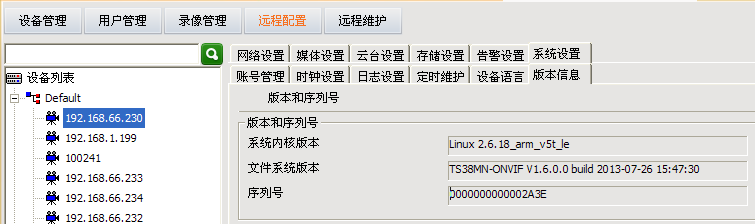 设备管理 用户管理 录像管理 远程配置 远程维护
网络设置 媒体设置 云台设置 存储设置 告警设置 系统设置
账号管理 时钟设置 日志设置 定时维护 设备语言 版本信息
设备列表
Default
192.168.66.230
192.168.1.199
100241
192.168.66.233
192.168.66.234
192.168.66.232
版本和序列号
版本和序列号
系统内核版本 Linux 2.6.18_arm_v5t_le
文件系统版本 TS38MN-ONVIF V1.6.0.0 build 2013-07-26 15:47:30
序列号 0000000000002A3E